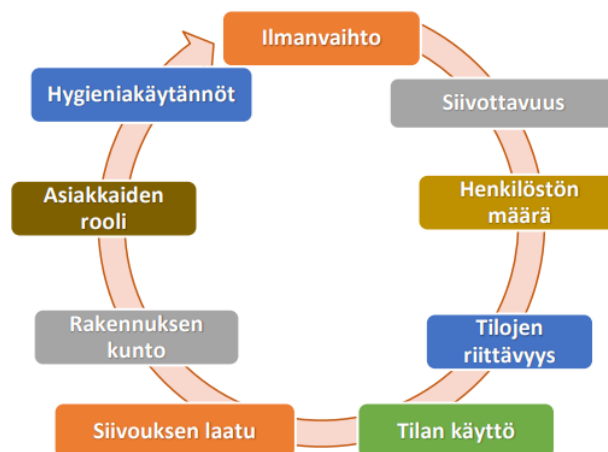 Ilmanvaihto
Siivottavuus
Henkilöstön
määrä
Tilojen
riittävyys
Tilan käyttö
Siivouksen laatu
Rakennuksen
kunto
Asiakkaiden
rooli
Hygieniakäytännöt